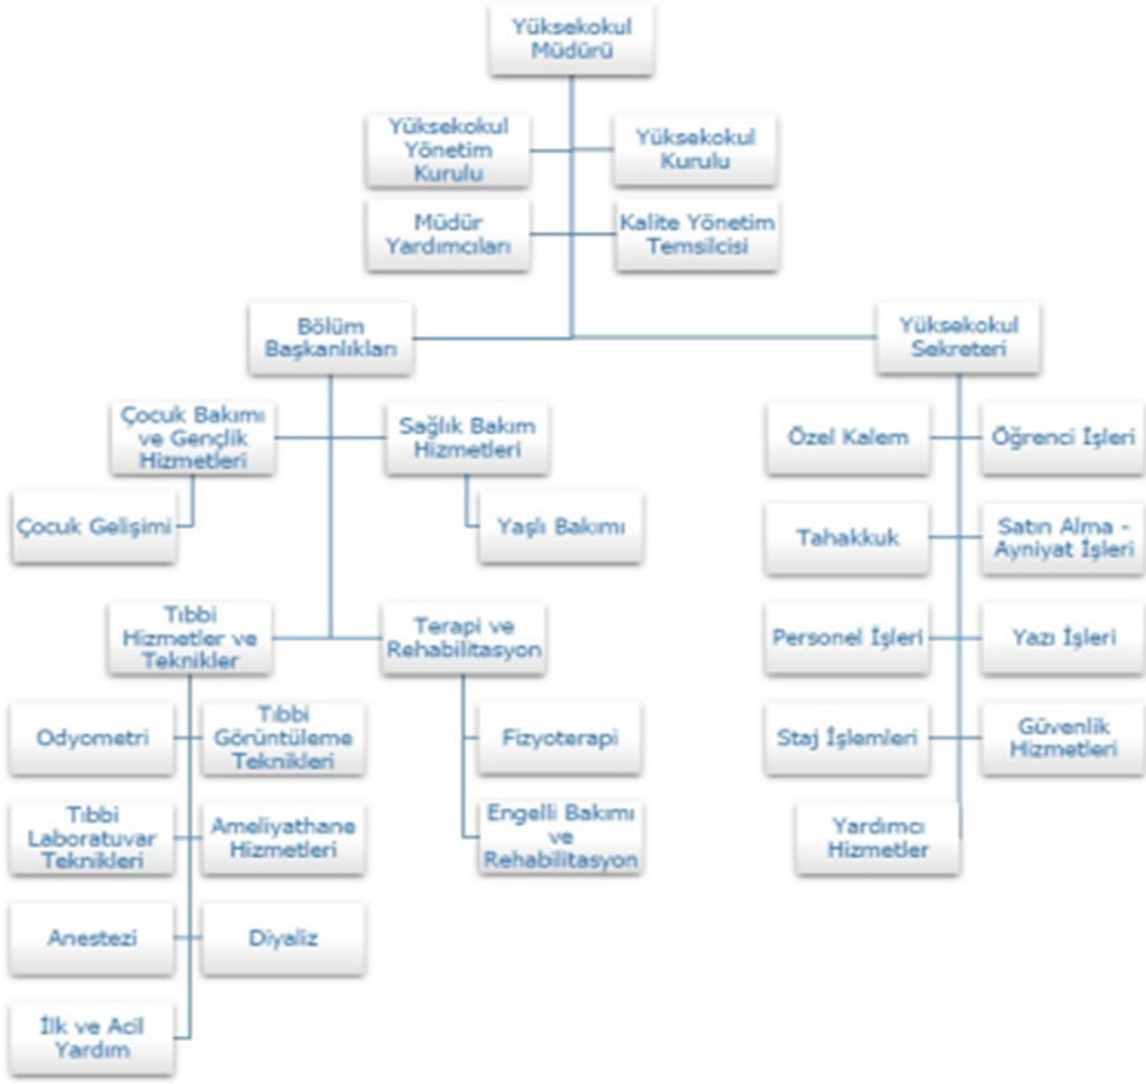 Yüksekokul
Müdürü
Yüksekokul
Yönetim
Kurulu
Yüksekokul
Kurulu
Müdür
Yardımcıları
Kalite Yönetim
Temsilcisi
Bölüm
Başkanlıkları
Yüksekokul
Sekreteri
Çocuk Bakımı
ve Gençlik
Hizmetleri
Sağlık Bakım
Hizmetleri
Çocuk Gelişimi
Yaşlı Bakımı
Tıbbi
Hizmetler ve
Teknikler
Terapi ve
Rehabilitasyon
Odyometri
Tıbbi
Görüntüleme
Teknikleri
Tıbbi
Laboratuvar
Teknikleri
Ameliyathane
Hizmetleri
Anestezi
Diyaliz
İlk ve Acil
Yardım
Fizyoterapi
Engelli Bakımı
ve
Rehabilitasyon
Özel Kalem
Öğrenci İşleri
Tahakkuk
Satın Alma -
Ayniyat İşleri
Personel İşleri
Yazı İşleri
Staj İşlemleri
Güvenlik
Hizmetleri
Yardımcı
Hizmetler